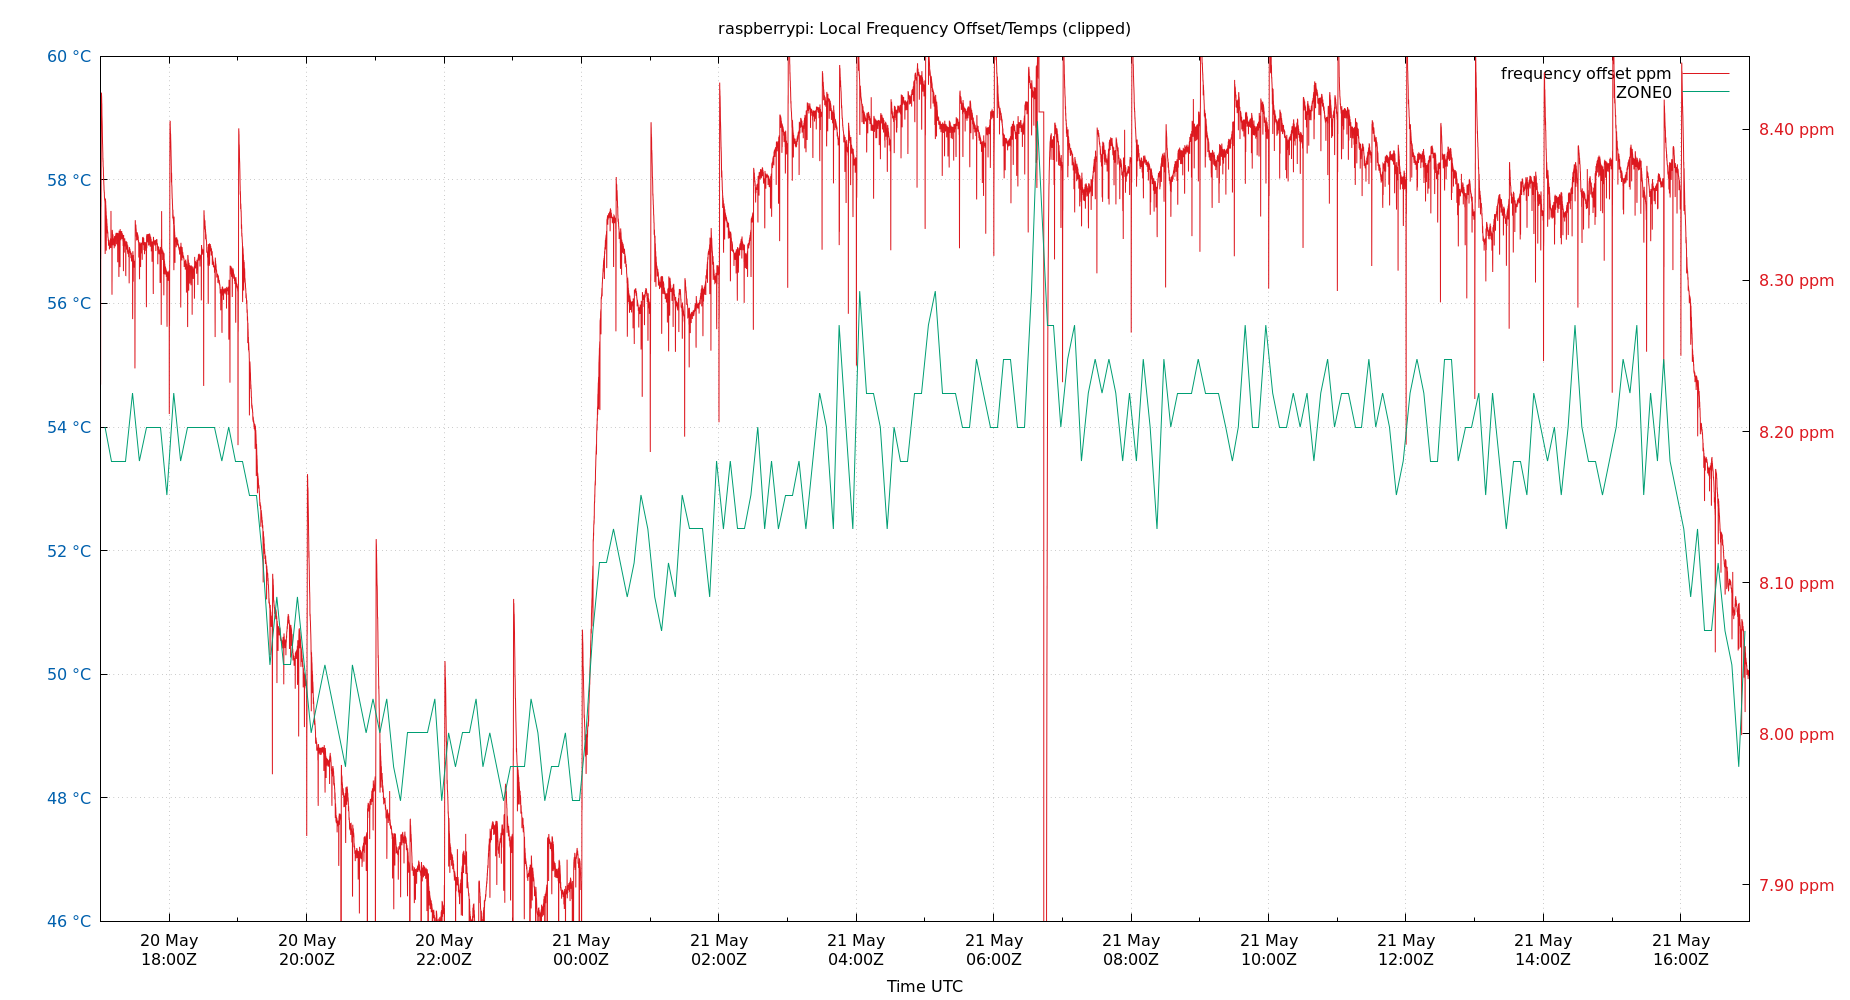 raspberrypi: Local Frequency Offset/Temps (clipped)
60 °C
58 °C
56 °C
54 °C
52 °C
50 °C
48 °C
46 °C
frequency offset ppm
ZONE0
8.40 ppm
8.30 ppm
8.20 ppm
8.10 ppm
8.00 ppm
7.90 ppm
20 May 20 May 20 May 21 May 21 May 21 May 21 May 21 May 21 May 21 May 21 May 21 May
18:00Z 20:00Z 22:00Z 00:00Z 02:00Z 04:00Z 06:00Z 08:00Z 10:00Z 12:00Z 14:00Z 16:00Z
Time UTC